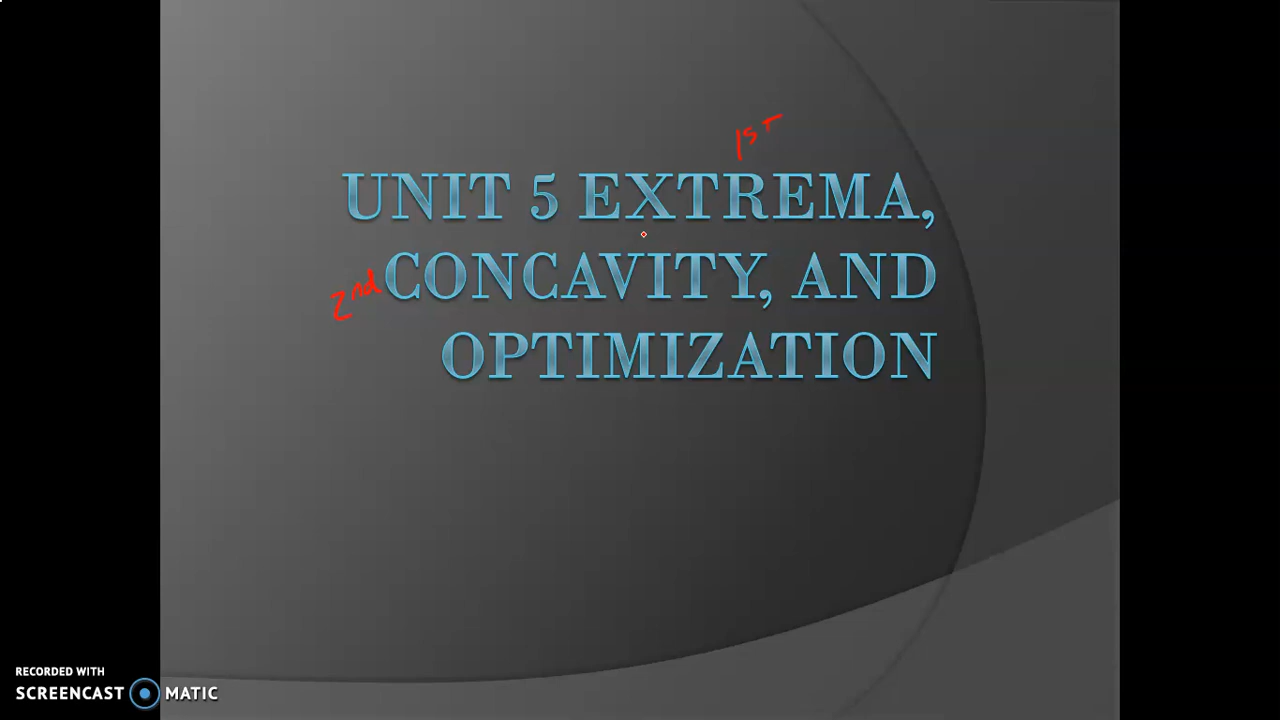 1st
UNIT 5 EXTREMA,
2nd CONCAVITY, AND
OPTIMIZATION
RECORDED WITH
SCREENCAST MATIC